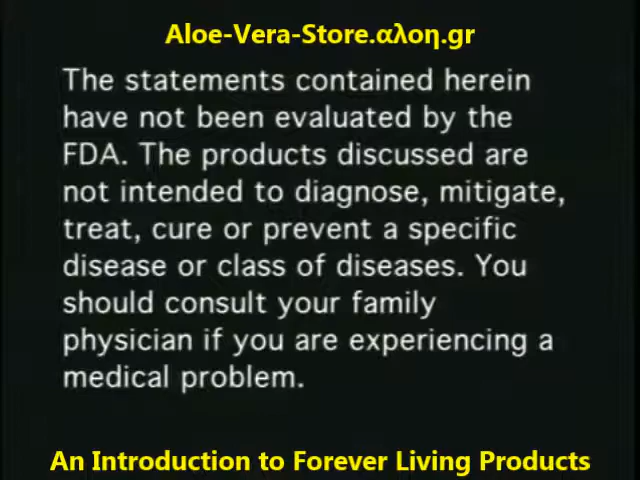 Aloe-Vera-Store.αλοη.gr
The statements contained herein
have not been evaluated by the
FDA. The products discussed are
not intended to diagnose, mitigate,
treat, cure or prevent a specific
disease or class of diseases. You
should consult your family
physician if you are experiencing a
medical problem.
An Introduction to Forever Living Products